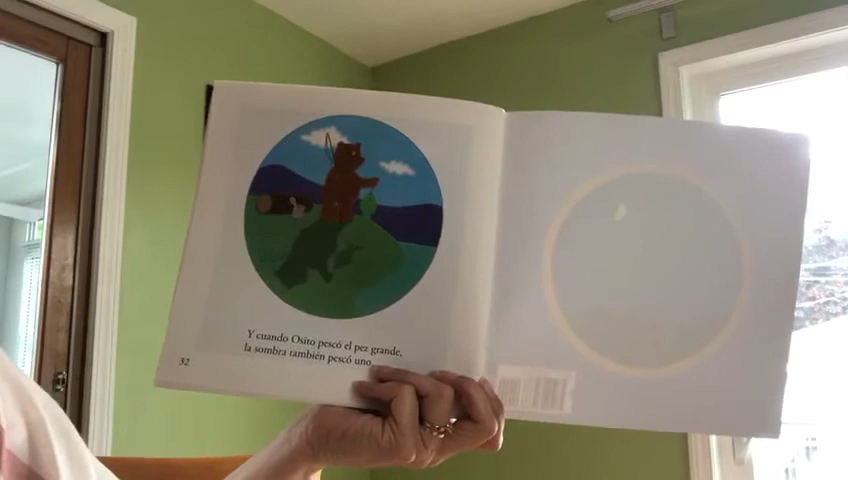 Y cuando Osito pescó el pez grande,
la sombra también pescó uno.
32